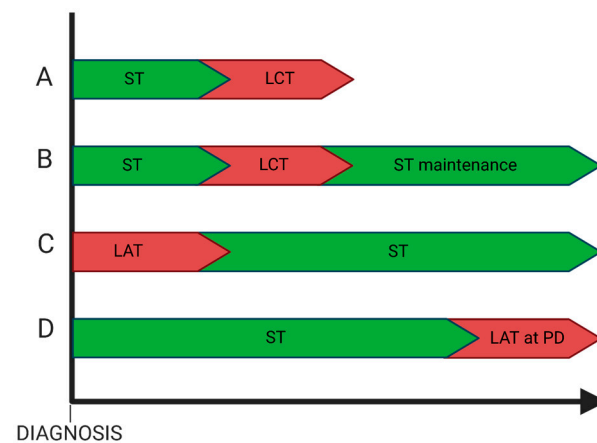 A ST LCT
B ST LCT ST maintenance
C LAT ST
D ST LAT at PD
DIAGNOSIS